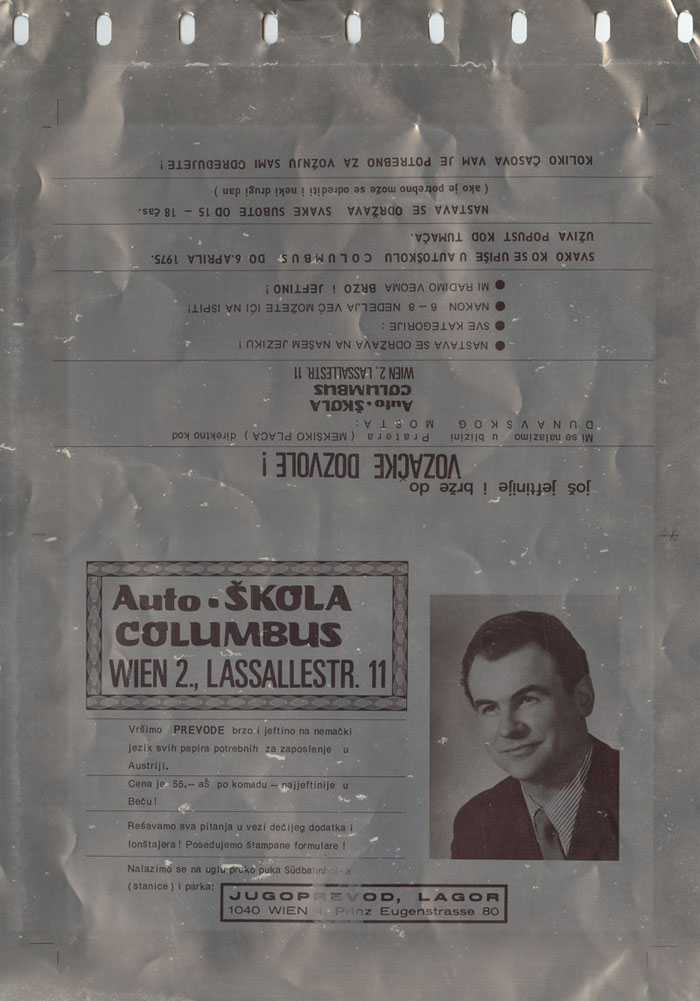 još jeftinije i brže do
VOZAČKE DOZVOLE !
Mi se nalazimo u blizini Pratera ( MEKSIKO PLACA ) direktno kod
DUNAVSKOG MOSTA:
Auto·ŠKOLA
COLUMBUS
WIEN 2. LASSALLESTR. 11
● NASTAVA SE ODRŽAVA NA NAŠEM JEZIKU !
● SVE KATEGORIJE :
● NAKON 6 – 8 NEDELJA VEĆ MOŽETE IĆI NA ISPIT!
● MI RADIMO VEOMA BRZO i JEFTINO !
SVAKO KO SE UPIŠE U AUTOŠKOLU COLUMBUS DO 6.APRILA 1975.
UŽIVA POPUST KOD TUMAČA.
NASTAVA SE ODRŽAVA SVAKE SUBOTE OD 15 – 18 čas.
( ako je potrebno može se odrediti i neki drugi dan )
KOLIKO ČASOVA VAM JE POTREBNO ZA VOŽNJU SAMI ODREDUJETE !
Auto·ŠKOLA
COLUMBUS
WIEN 2., LASSALLESTR. 11
Vršimo PREVODE brzo i jeftino na nemački
jezik svih papira potrebnih za zaposlenje u
Austriji.
Cena je 55.– aŠ po komadu – najjeftinije u
Beču !
Rešavamo sva pitanja u vezi dečijeg dodatka i
lonštajera ! Posedujemo štampane formulare !
Nalazimo se na uglu preko puka Südbahnhof-a
(stanice) i parka:
JUGOPREVOD, LAGOR
1040 WIEN 4, Prinz Eugenstrasse 80